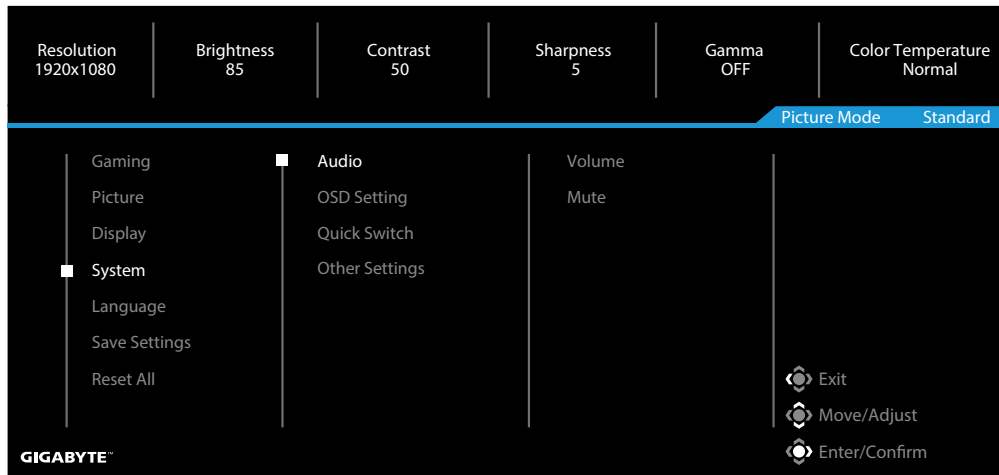 Resolution
1920x1080
Brightness
85
Contrast
50
Sharpness
5
Gamma
OFF
Color Temperature
Normal
Picture Mode Standard
Gaming
Picture
Display
System
Language
Save Settings
Reset All
Audio
OSD Setting
Quick Switch
Other Settings
Volume
Mute
Exit
Move/Adjust
Enter/Confirm
GIGABYTE™